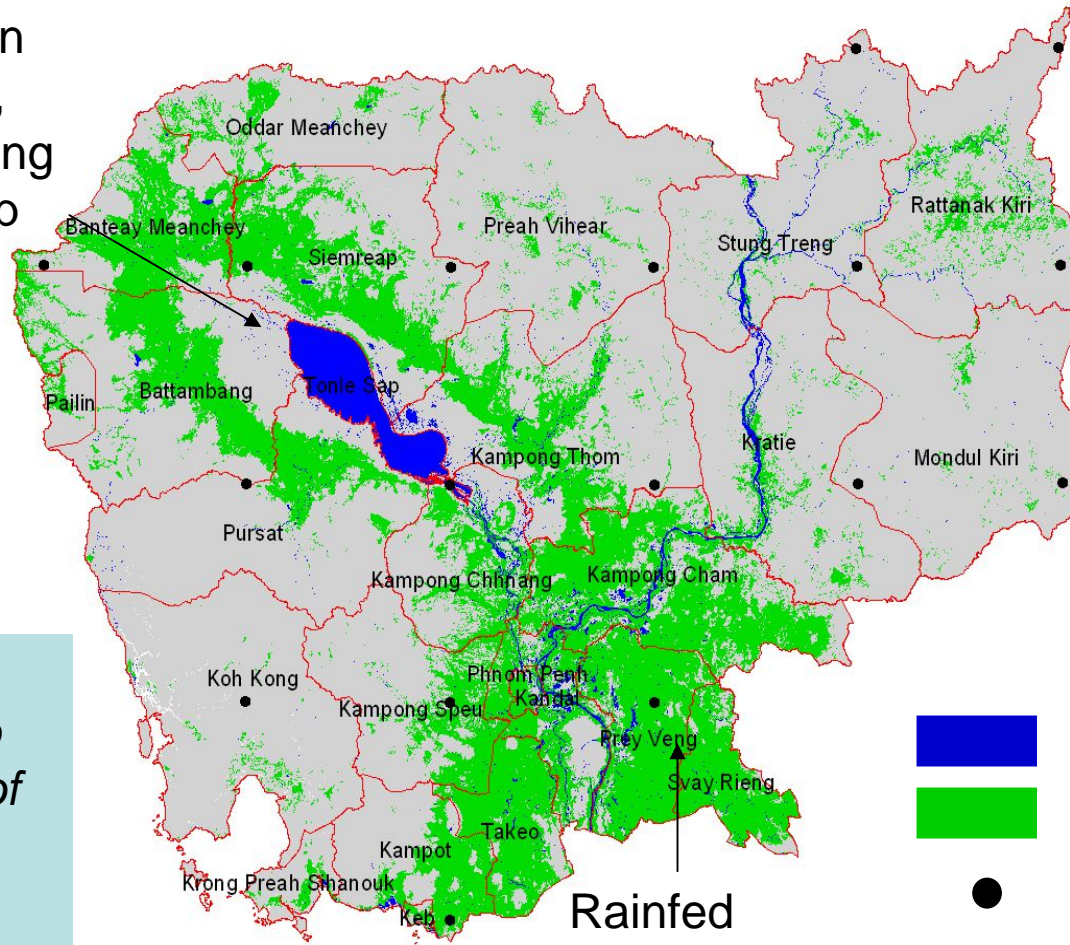 n
,
ng
o
Oddar Meanchey
Banteay Meanchey
Siemreap
Preah Vihear
Stung Treng
Rattanak Kiri
Pailin
Battambang
Tonle Sap
Kampong Thom
Kratie
Mondul Kiri
Pursat
Kampong Chhnang
Kampong Cham
Koh Kong
Kampong Speu
Phnom Penh
Kandal
Prey Veng
Svay Rieng
Takeo
Kampot
Krong Preah Sihanouk
Keb
of
Rainfed